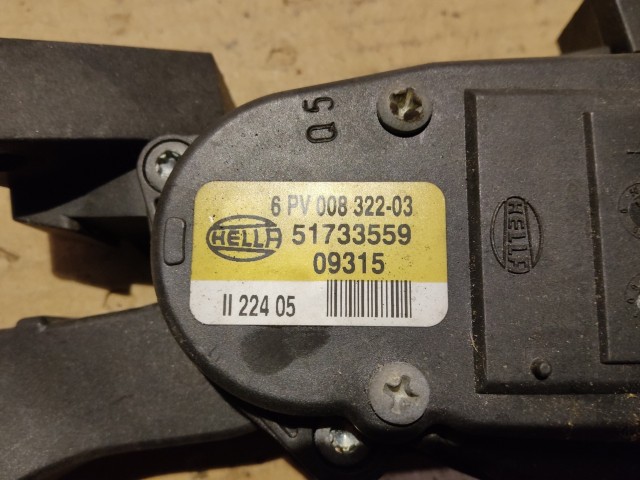 Q5
6 PV 008 322-03
HELLA 51733559
09315
II 224 05
HELLA